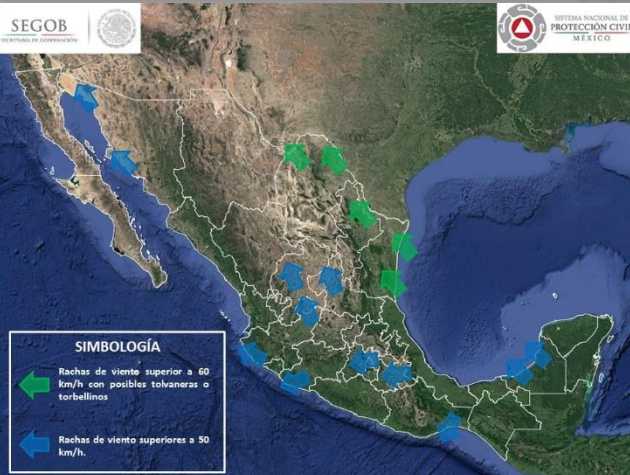 SEGOB
SECRETARÍA DE GOBERNACIÓN
SISTEMA NACIONAL DE
PROTECCIÓN CIVIL
MÉXICO
SIMBOLOGÍA
Rachas de viento superior a 60
km/h con posibles tolvaneras o
torbellinos
Rachas de viento superiores a 50
km/h.